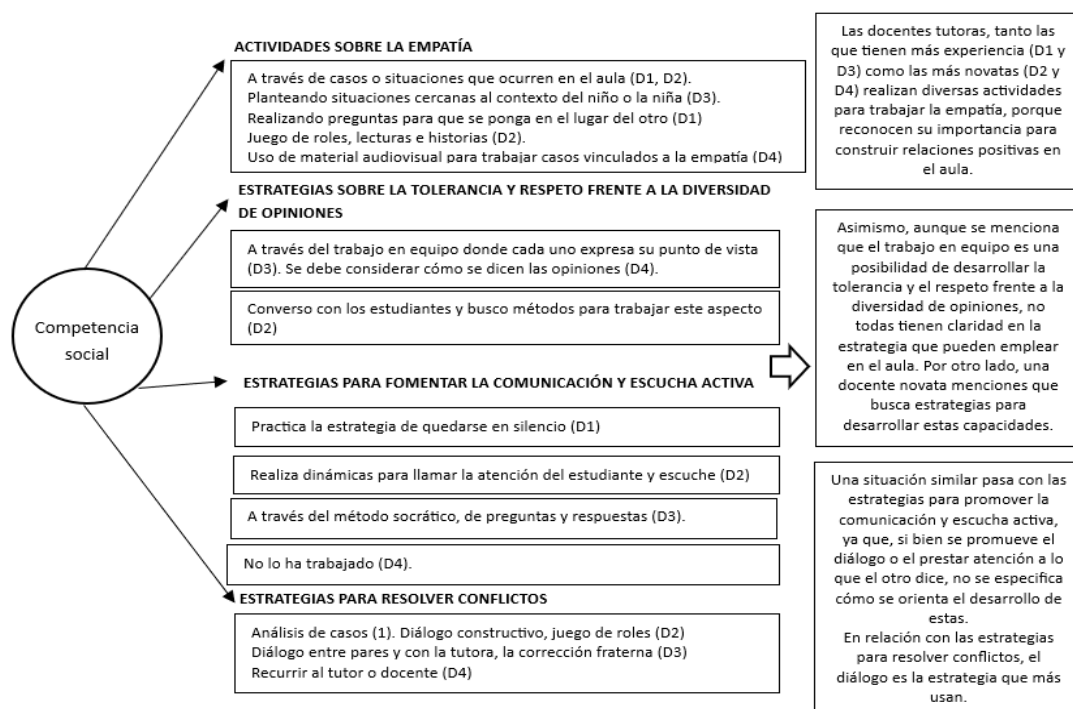 ACTIVIDADES SOBRE LA EMPATÍA
A través de casos o situaciones que ocurren en el aula (D1, D2).
Planteando situaciones cercanas al contexto del niño o la niña (D3).
Realizando preguntas para que se ponga en el lugar del otro (D1)
Juego de roles, lecturas e historias (D2).
Uso de material audiovisual para trabajar casos vinculados a la empatía (D4)
ESTRATEGIAS SOBRE LA TOLERANCIA Y RESPETO FRENTE A LA DIVERSIDAD
DE OPINIONES
A través del trabajo en equipo donde cada uno expresa su punto de vista
(D3). Se debe considerar cómo se dicen las opiniones (D4).
Converso con los estudiantes y busco métodos para trabajar este aspecto
(D2)
Competencia
social
ESTRATEGIAS PARA FOMENTAR LA COMUNICACIÓN Y ESCUCHA ACTIVA
Practica la estrategia de quedarse en silencio (D1)
Realiza dinámicas para llamar la atención del estudiante y escuche (D2)
A través del método socrático, de preguntas y respuestas (D3).
No lo ha trabajado (D4).
ESTRATEGIAS PARA RESOLVER CONFLICTOS
Análisis de casos (1). Diálogo constructivo, juego de roles (D2)
Diálogo entre pares y con la tutora, la corrección fraterna (D3)
Recurrir al tutor o docente (D4)
Las docentes tutoras, tanto las
que tienen más experiencia (D1 y
D3) como las más novatas (D2 y
D4) realizan diversas actividades
para trabajar la empatía, porque
reconocen su importancia para
construir relaciones positivas en
el aula.
Asimismo, aunque se menciona
que el trabajo en equipo es una
posibilidad de desarrollar la
tolerancia y el respeto frente a la
diversidad de opiniones, no
todas tienen claridad en la
estrategia que pueden emplear
en el aula. Por otro lado, una
docente novata menciones que
busca estrategias para
desarrollar estas capacidades.
Una situación similar pasa con las
estrategias para promover la
comunicación y escucha activa,
ya que, si bien se promueve el
diálogo o el prestar atención a lo
que el otro dice, no se especifica
cómo se orienta el desarrollo de
estas.
En relación con las estrategias
para resolver conflictos, el
diálogo es la estrategia que más
usan.